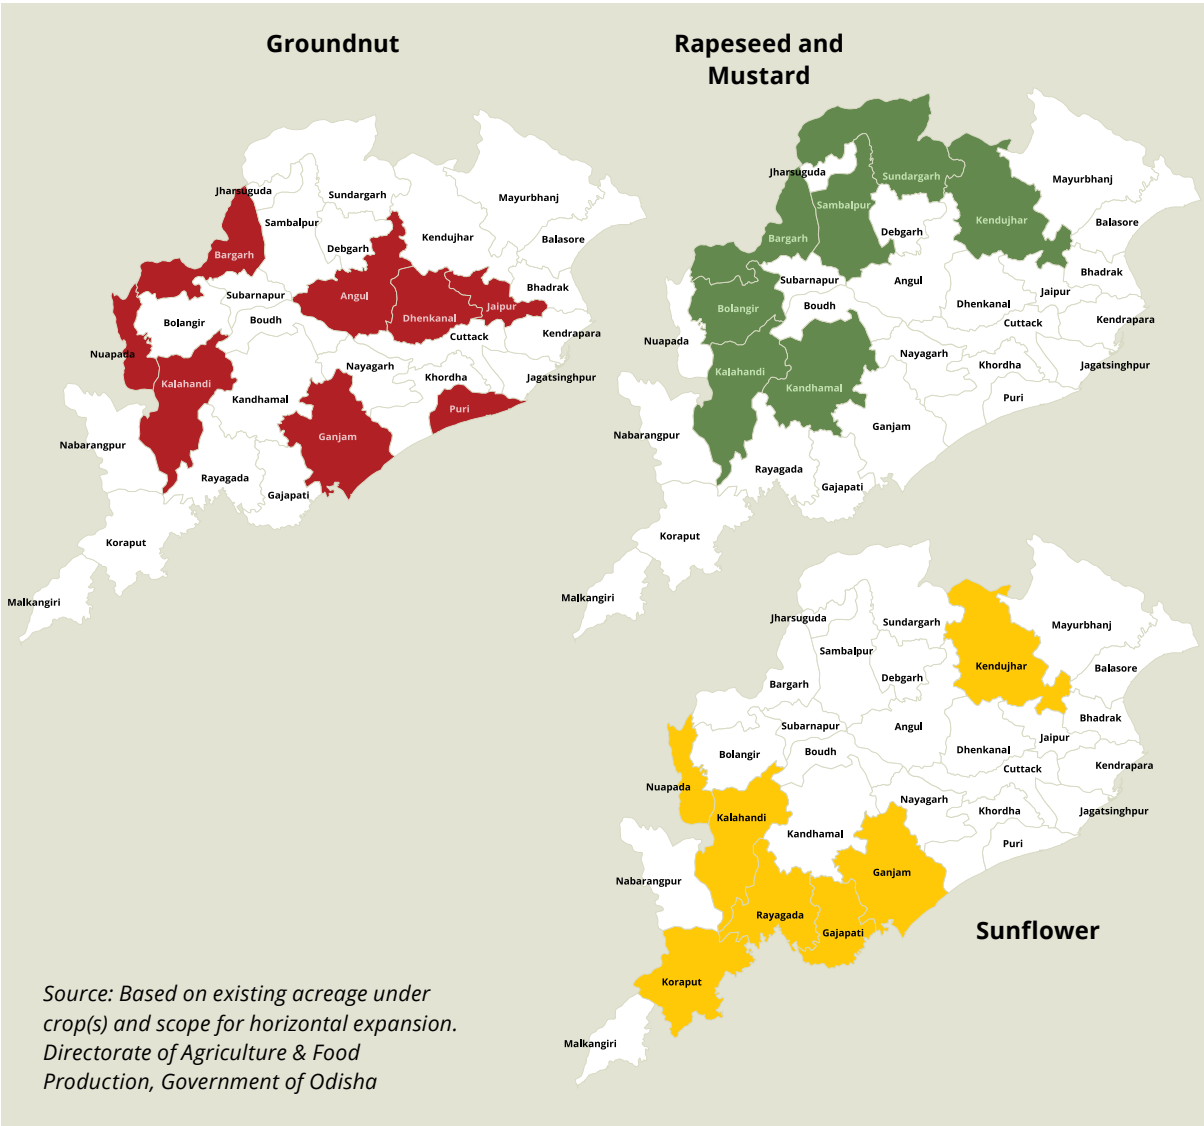 Groundnut
Jharsuguda
Sundargarh
Mayurbhanj
Sambalpur
Kendujhar
Balasore
Debgarh
Bargarh
Bhadrak
Subarnapur
Angul
Jaipur
Bolangir
Boudh
Dhenkanal
Kendrapara
Cuttack
Nuapada
Nayagarh
Khordha
Jagatsinghpur
Kalahandi
Kandhamal
Puri
Ganjam
Nabarangpur
Rayagada
Gajapati
Koraput
Malkangiri
Rapeseed and
Mustard
Jharsuguda
Sundargarh
Mayurbhanj
Sambalpur
Kendujhar
Balasore
Debgarh
Bargarh
Bhadrak
Subarnapur
Angul
Jaipur
Bolangir
Boudh
Dhenkanal
Kendrapara
Cuttack
Nuapada
Nayagarh
Khordha
Jagatsinghpur
Kalahandi
Kandhamal
Puri
Ganjam
Nabarangpur
Rayagada
Gajapati
Koraput
Malkangiri
Jharsuguda
Sundargarh
Mayurbhanj
Sambalpur
Kendujhar
Balasore
Debgarh
Bargarh
Bhadrak
Subarnapur
Angul
Jaipur
Bolangir
Boudh
Dhenkanal
Kendrapara
Cuttack
Nuapada
Nayagarh
Khordha
Jagatsinghpur
Kalahandi
Kandhamal
Puri
Ganjam
Nabarangpur
Rayagada
Gajapati
Koraput
Malkangiri
Sunflower
Source: Based on existing acreage under
crop(s) and scope for horizontal expansion.
Directorate of Agriculture & Food
Production, Government of Odisha